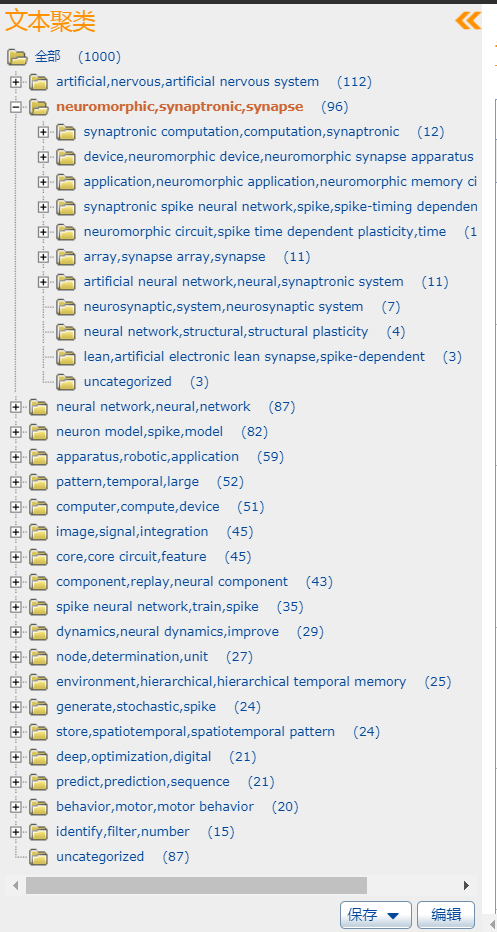 文本聚类
全部 (1000)
artificial,nervous,artificial nervous system (112)
neuromorphic,synaptronic,synapse (96)
synaptronic computation,computation,synaptronic (12)
device,neuromorphic device,neuromorphic synapse apparatus
application,neuromorphic application,neuromorphic memory ci
synaptronic spike neural network,spike,spike-timing dependen
neuromorphic circuit,spike time dependent plasticity,time (1
array,synapse array,synapse (11)
artificial neural network,neural,synaptronic system (11)
neurosynaptic,system,neurosynaptic system (7)
neural network,structural,structural plasticity (4)
lean,artificial electronic lean synapse,spike-dependent (3)
uncategorized (3)
neural network,neural,network (87)
neuron model,spike,model (82)
apparatus,robotic,application (59)
pattern,temporal,large (52)
computer,compute,device (51)
image,signal,integration (45)
core,core circuit,feature (45)
component,replay,neural component (43)
spike neural network,train,spike (35)
dynamics,neural dynamics,improve (29)
node,determination,unit (27)
environment,hierarchical,hierarchical temporal memory (25)
generate,stochastic,spike (24)
store,spatiotemporal,spatiotemporal pattern (24)
deep,optimization,digital (21)
predict,prediction,sequence (21)
behavior,motor,motor behavior (20)
identify,filter,number (15)
uncategorized (87)
保存 编辑